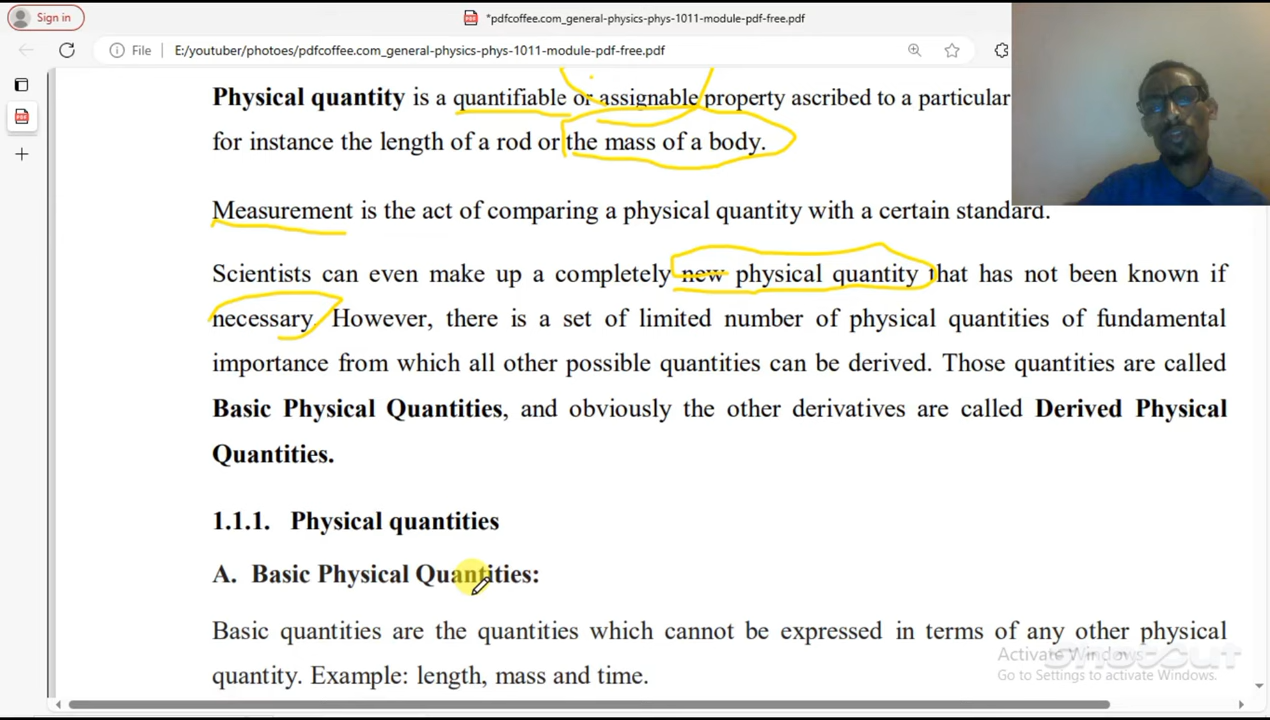 Sign in
*pdfcoffee.com_general-physics-phys-1011-module-pdf-free.pdf
File E:/youtuber/photoes/pdfcoffee.com_general-physics-phys-1011-module-pdf-free.pdf
Physical quantity is a quantifiable or assignable property ascribed to a particular
for instance the length of a rod or the mass of a body.
Measurement is the act of comparing a physical quantity with a certain standard.
Scientists can even make up a completely new physical quantity that has not been known if
necessary. However, there is a set of limited number of physical quantities of fundamental
importance from which all other possible quantities can be derived. Those quantities are called
Basic Physical Quantities, and obviously the other derivatives are called Derived Physical
Quantities.
1.1.1. Physical quantities
A. Basic Physical Quantities:
Basic quantities are the quantities which cannot be expressed in terms of any other physical
quantity. Example: length, mass and time.
Activate Windows
Go to Settings to activate Windows.